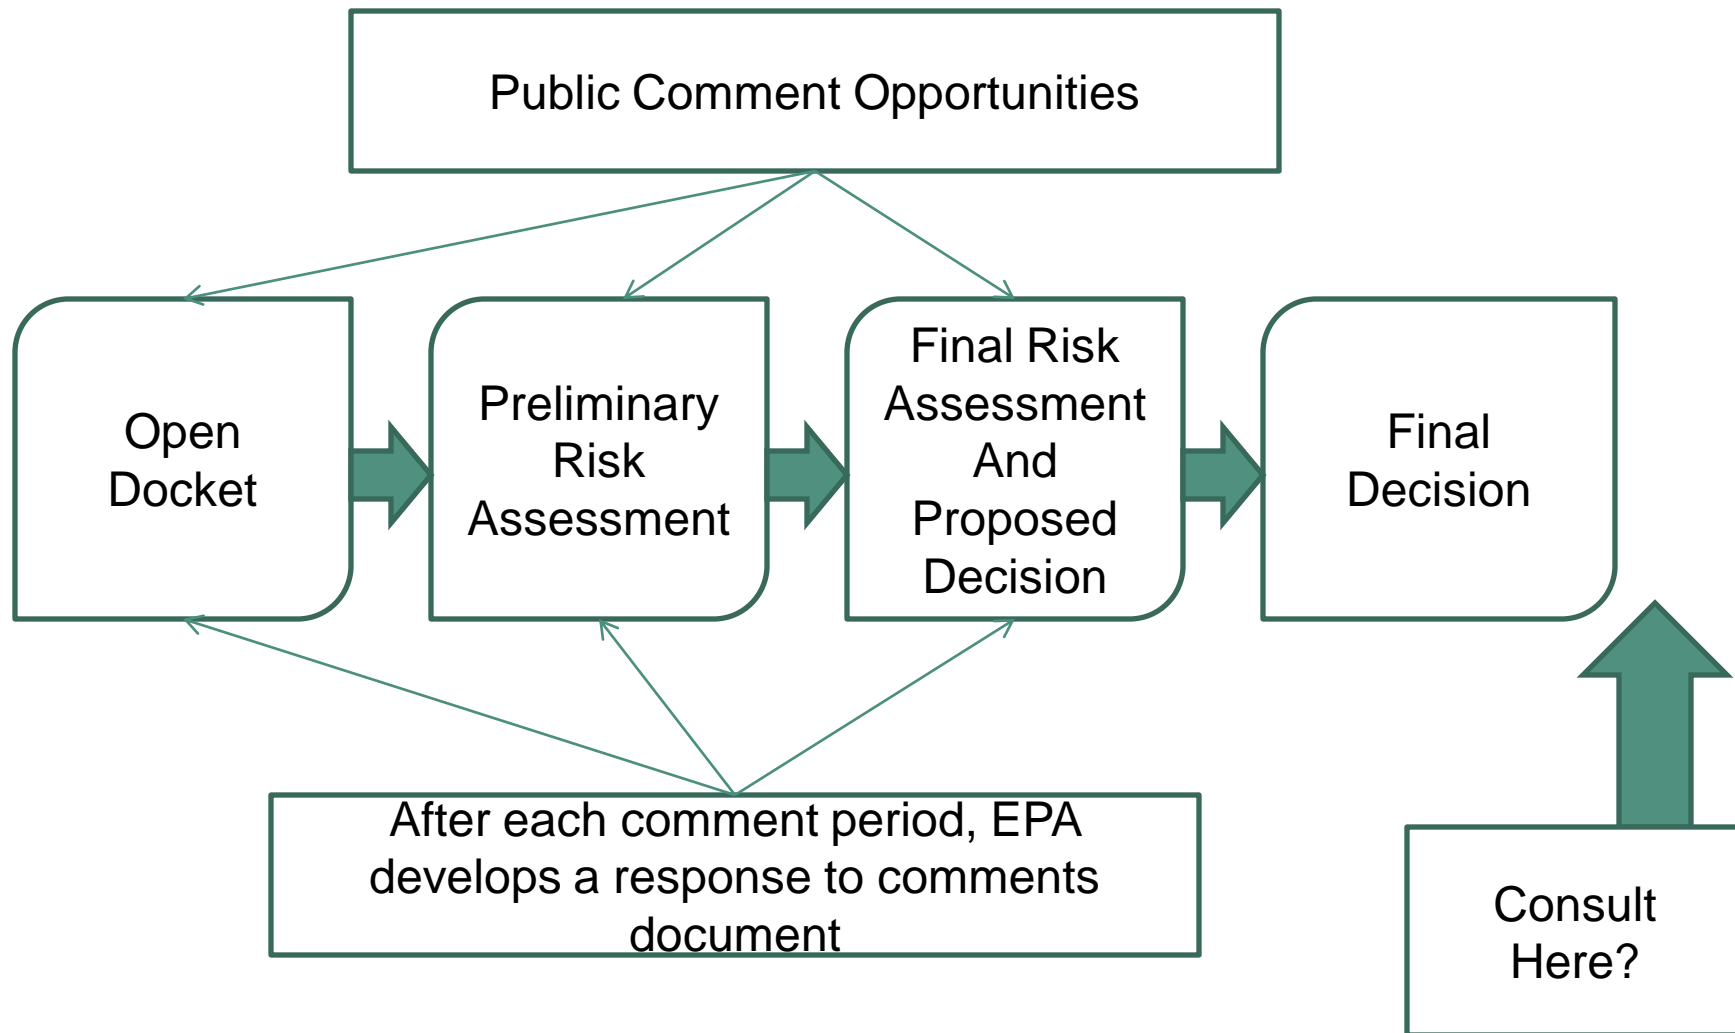 Public Comment Opportunities
Open
Docket
Preliminary
Risk
Assessment
Final Risk
Assessment
And
Proposed
Decision
Final
Decision
After each comment period, EPA
develops a response to comments
document
Consult
Here?